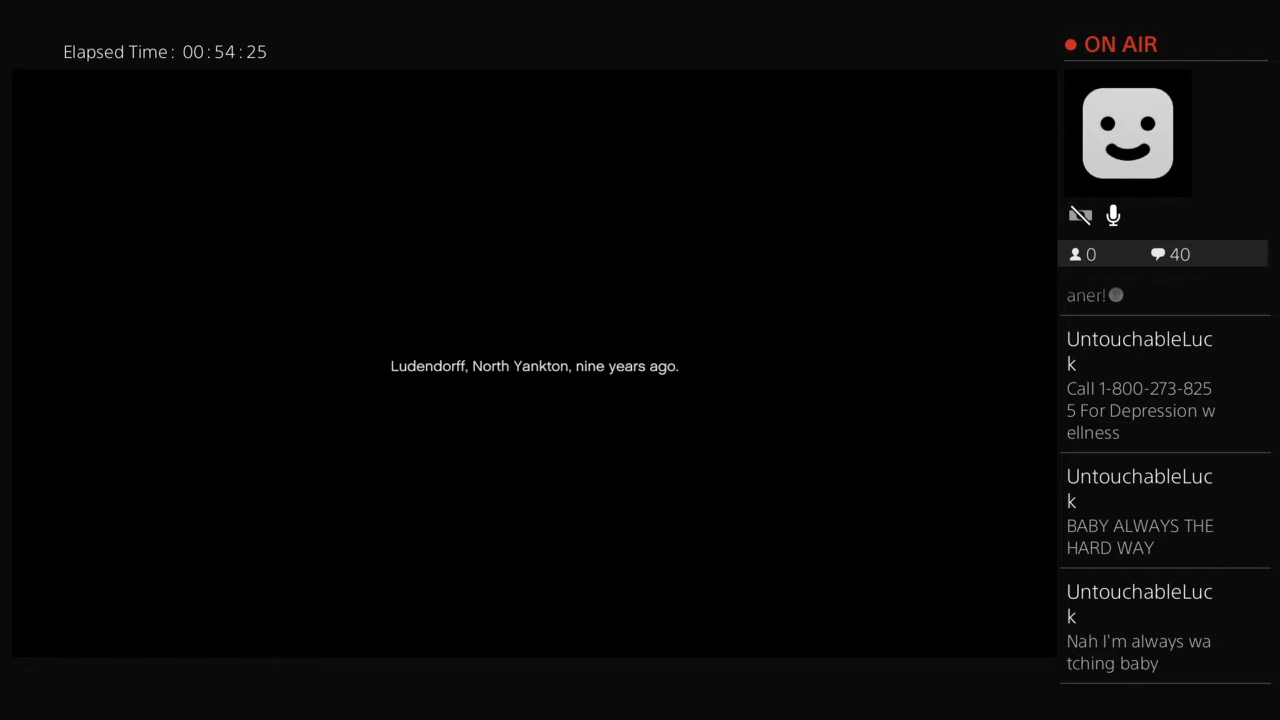 Elapsed Time: 00:54:25
ON AIR
0 40
aner!
UntouchableLuc
k
Call 1-800-273-825
5 For Depression w
ellness
UntouchableLuc
k
BABY ALWAYS THE
HARD WAY
UntouchableLuc
k
Nah I'm always wa
tching baby
Ludendorff, North Yankton, nine years ago.